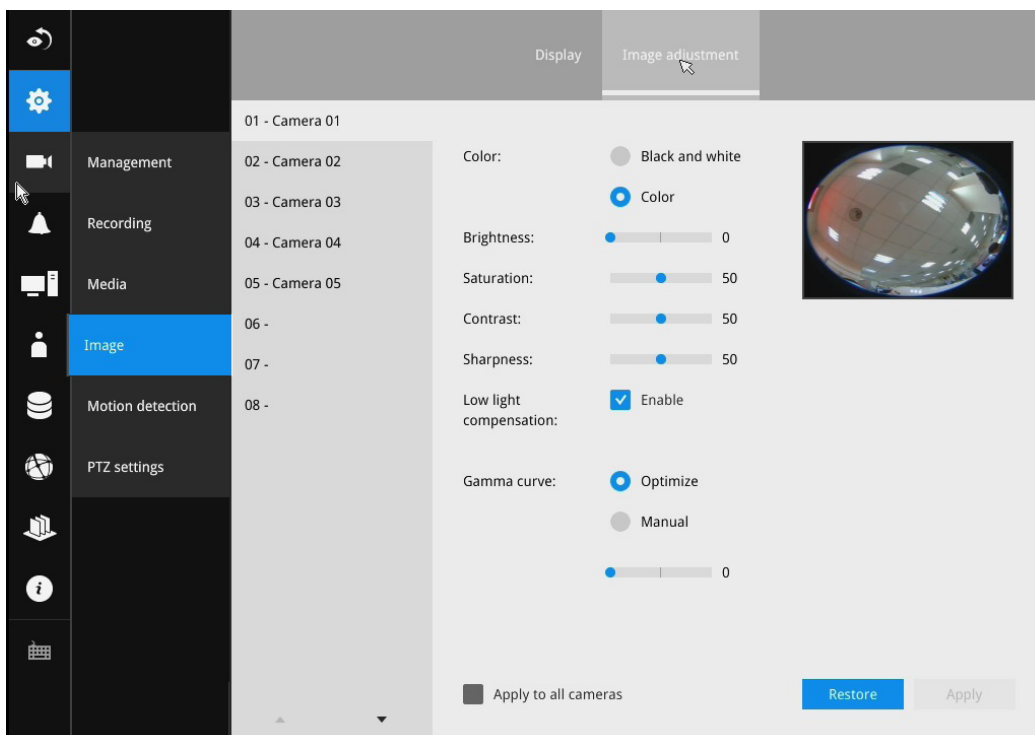 Display
Image adjustment
Management
Recording
Media
Image
Motion detection
PTZ settings
01 - Camera 01
02 - Camera 02
03 - Camera 03
04 - Camera 04
05 - Camera 05
06 -
07 -
08 -
Color:
Black and white
Color
Brightness:
0
Saturation:
50
Contrast:
50
Sharpness:
50
Low light
compensation:
Enable
Gamma curve:
Optimize
Manual
0
Apply to all cameras
Restore
Apply